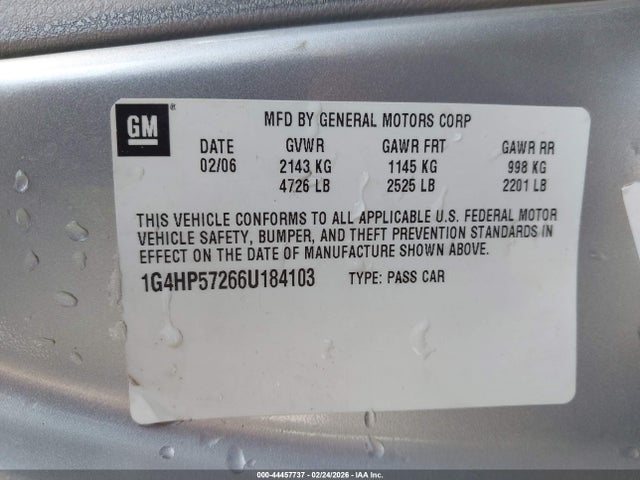 GM ®
MFD BY GENERAL MOTORS CORP
DATE GVWR GAWR FRT GAWR RR
02/06 2143 KG 1145 KG 998 KG
4726 LB 2525 LB 2201 LB
THIS VEHICLE CONFORMS TO ALL APPLICABLE U.S. FEDERAL MOTOR
VEHICLE SAFETY, BUMPER, AND THEFT PREVENTION STANDARDS IN
EFFECT ON THE DATE OF MANUFACTURE SHOWN ABOVE.
1G4HP57266U184103 TYPE: PASS CAR
000-44457737 - 02/24/2026 - IAA Inc.